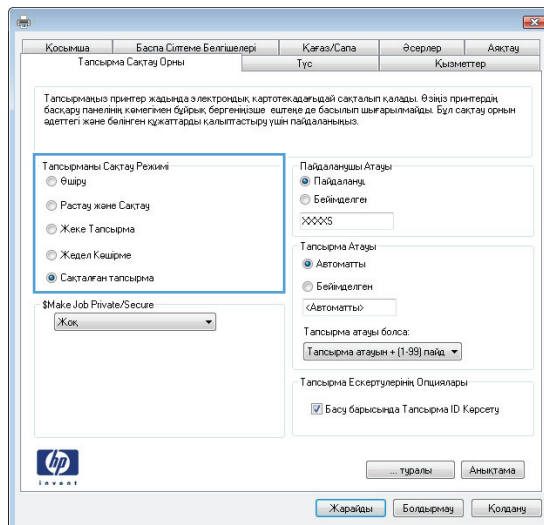 Қосымша
Баспа Сілтеме Белгішелері
Қағаз/Сапа
Әсерлер
Аяқтау
Тапсырма Сақтау Орны
Түс
Қызметтер
Тапсырмаңыз принтер жадында электрондық картотекадағыдай сақталып қалады. Өзіңіз принтердің
басқару панелінің көмегімен бұйрық бергеніңізше ештеңе де басылып шығарылмайды. Бұл сақтау орнын
әдеттегі және бөлінген құжаттарды қалыптастыру үшін пайдаланыңыз.
Тапсырманы Сақтау Режимі
Өшіру
Растау және Сақтау
Жеке Тапсырма
Жедел Көшірме
Сақталған тапсырма
$Make Job Private/Secure
Жоқ
Пайдаланушы Атауы
Пайдаланy
Бейімделген
XXXXS
Тапсырма Атауы
Автоматты
Бейімделген
<Автоматты>
Тапсырма атауы болса:
Тапсырма атауын + (1-99) пайд
Тапсырма Ескертулерінің Опциялары
Басу барысында Тапсырма ID Көрсету
hp
invent
... туралы
Анықтама
Жарайды
Болдырмау
Қолдану